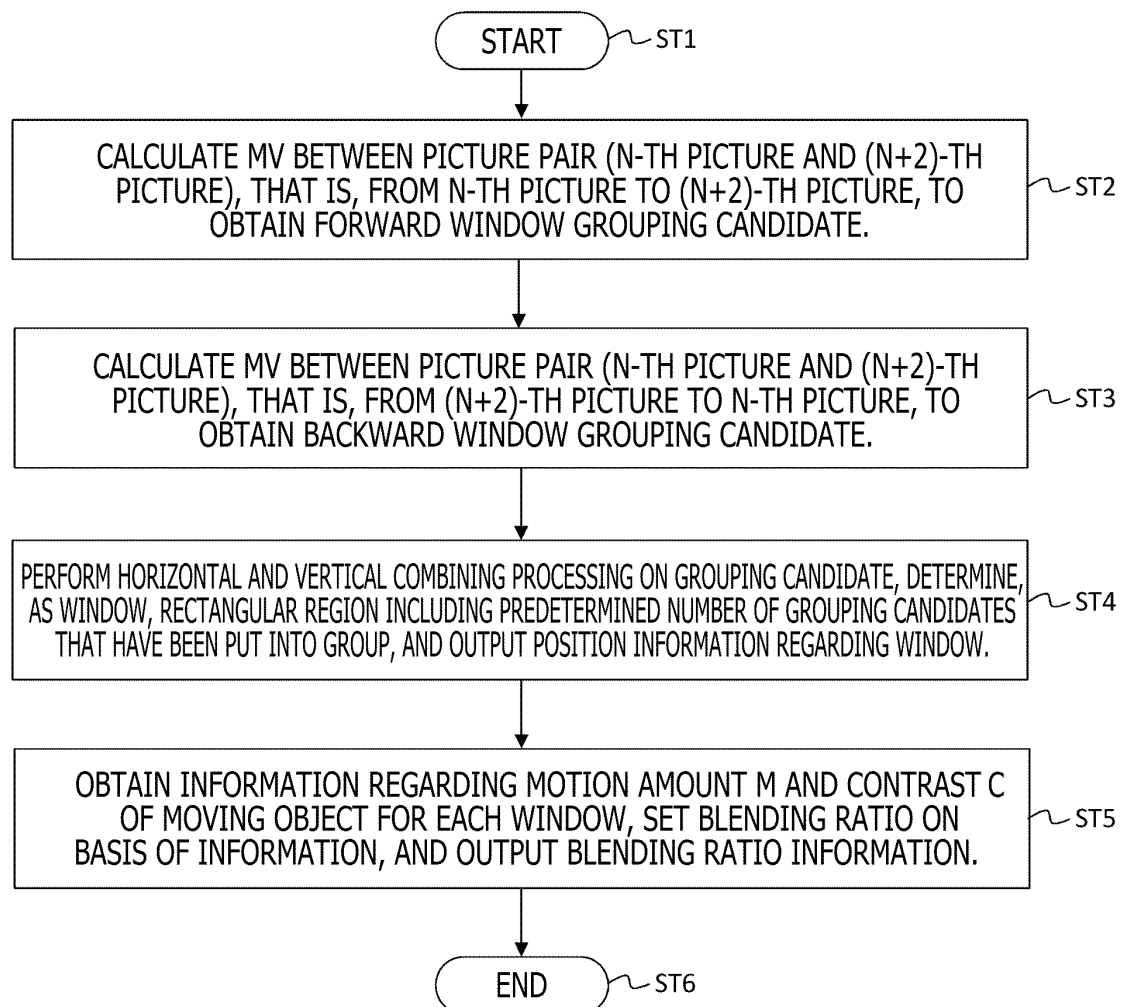 START
ST1
CALCULATE MV BETWEEN PICTURE PAIR (N-TH PICTURE AND (N+2)-TH
PICTURE), THAT IS, FROM N-TH PICTURE TO (N+2)-TH PICTURE, TO
OBTAIN FORWARD WINDOW GROUPING CANDIDATE.
ST2
CALCULATE MV BETWEEN PICTURE PAIR (N-TH PICTURE AND (N+2)-TH
PICTURE), THAT IS, FROM (N+2)-TH PICTURE TO N-TH PICTURE, TO
OBTAIN BACKWARD WINDOW GROUPING CANDIDATE.
ST3
PERFORM HORIZONTAL AND VERTICAL COMBINING PROCESSING ON GROUPING CANDIDATE, DETERMINE,
AS WINDOW, RECTANGULAR REGION INCLUDING PREDETERMINED NUMBER OF GROUPING CANDIDATES
THAT HAVE BEEN PUT INTO GROUP, AND OUTPUT POSITION INFORMATION REGARDING WINDOW.
ST4
OBTAIN INFORMATION REGARDING MOTION AMOUNT M AND CONTRAST C
OF MOVING OBJECT FOR EACH WINDOW, SET BLENDING RATIO ON
BASIS OF INFORMATION, AND OUTPUT BLENDING RATIO INFORMATION.
ST5
END
ST6